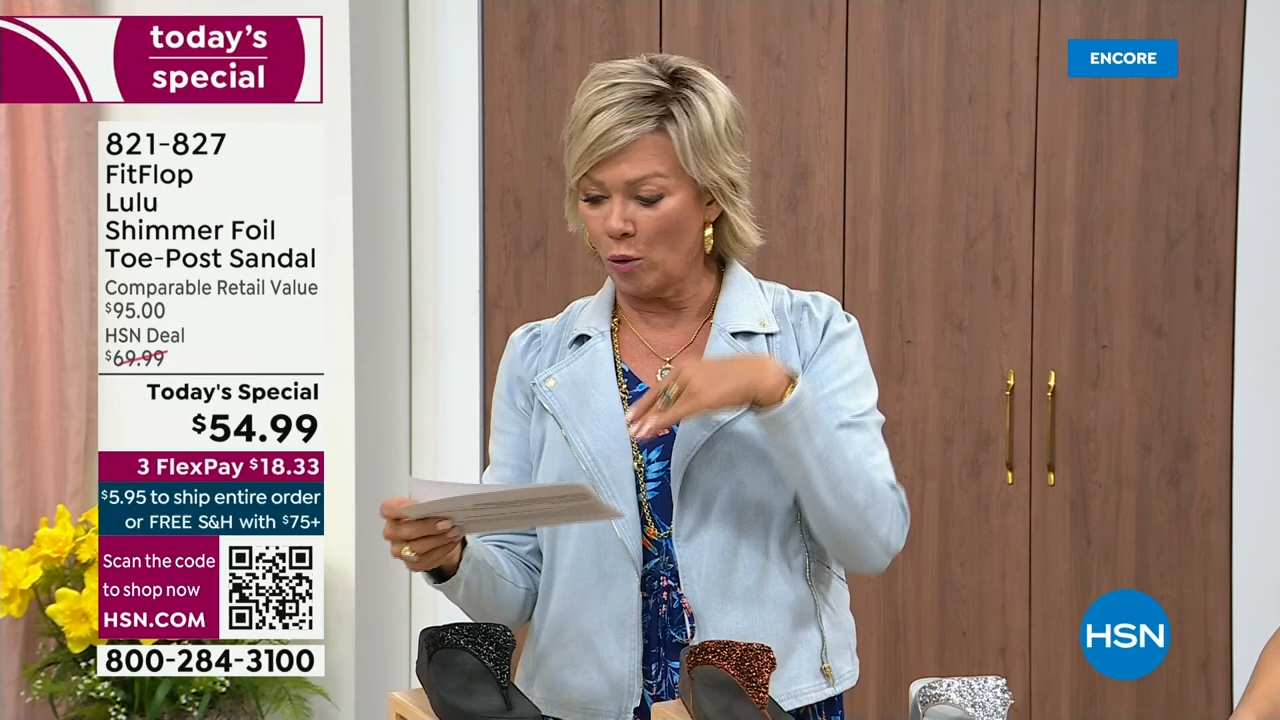 today's
special
821-827
FitFlop
Lulu
Shimmer Foil
Toe-Post Sandal
Comparable Retail Value
$95.00
HSN Deal
$69.99
Today's Special
$54.99
3 FlexPay $18.33
$5.95 to ship entire order
or FREE S&H with $75+
Scan the code
to shop now
HSN.COM
800-284-3100
ENCORE
HSN